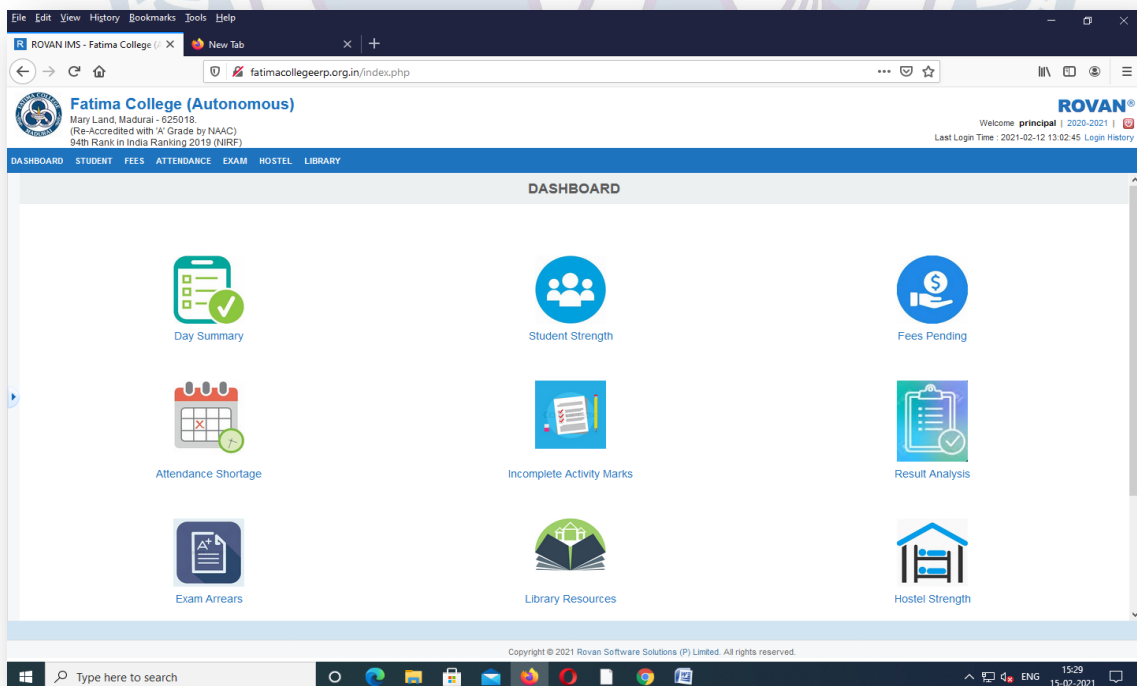 File Edit View History Bookmarks Tools Help
R ROVAN IMS - Fatima College (A
New Tab
fatimacollegeerp.org.in/index.php
Fatima College (Autonomous)
Mary Land, Madurai - 625018.
(Re-Accredited with 'A' Grade by NAAC)
94th Rank in India Ranking 2019 (NIRF)
ROVAN®
Welcome principal | 2020-2021 |
Last Login Time : 2021-02-12 13:02:45 Login History
FATIMA COLLEGE
MADURAI
DASHBOARD STUDENT FEES ATTENDANCE EXAM HOSTEL LIBRARY
DASHBOARD
Day Summary
Student Strength
$
Fees Pending
Attendance Shortage
Incomplete Activity Marks
Result Analysis
A+
Exam Arrears
Library Resources
Hostel Strength
Copyright © 2021 Rovan Software Solutions (P) Limited. All rights reserved.
Type here to search
ENG
15:29
15-02-2021